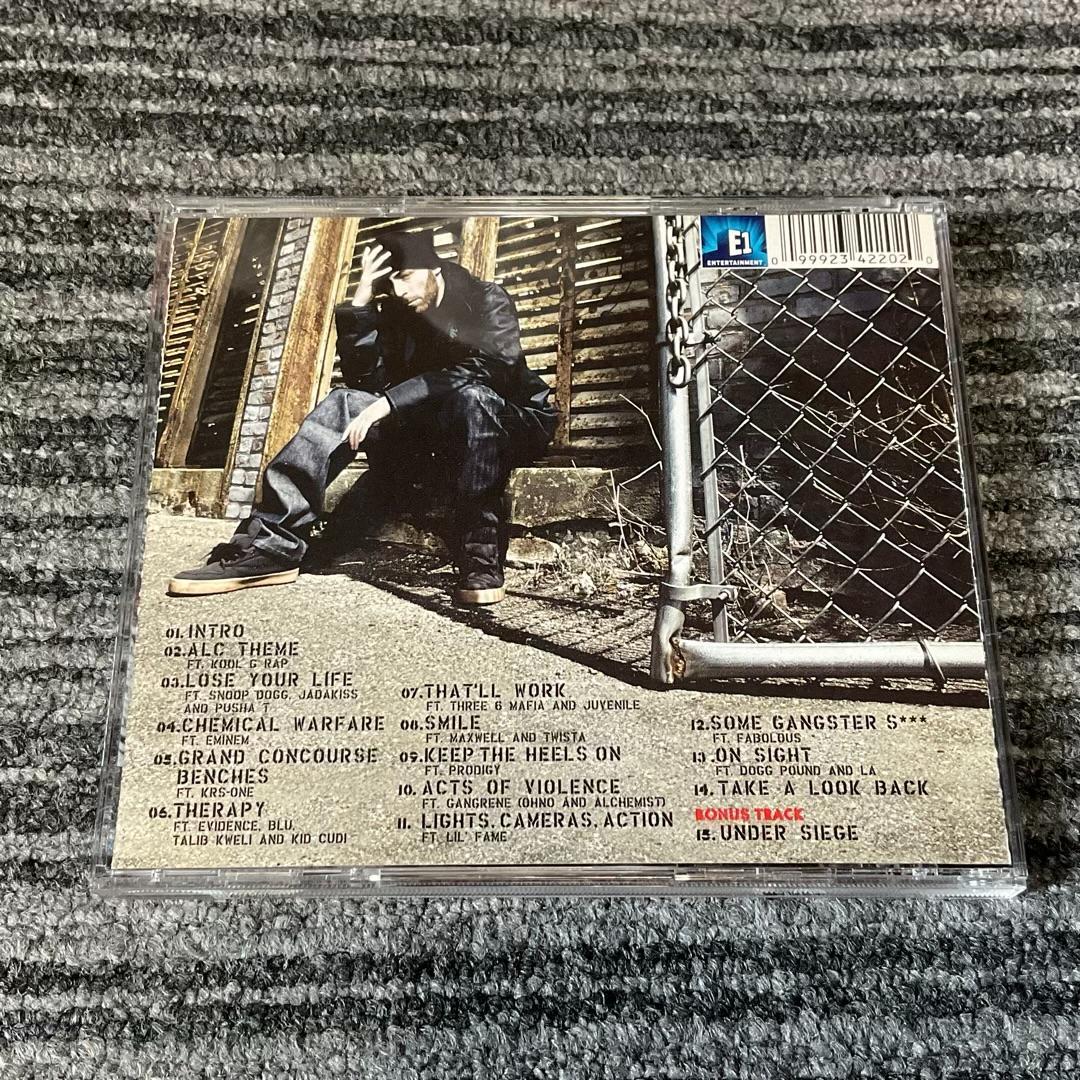 E1
ENTERTAINMENT
0 99923 42202 0
01. INTRO
02. ALC THEME
FT. KOOL G RAP
03. LOSE YOUR LIFE
FT. SNOOP DOGG, JADAKISS
AND PUSHA T
04. CHEMICAL WARFARE
FT. EMINEM
05. GRAND CONCOURSE
BENCHES
FT. KRS-ONE
06. THERAPY
FT. EVIDENCE, BLU,
TALIB KWELI AND KID CUDI
07. THAT'LL WORK
FT. THREE 6 MAFIA AND JUVENILE
08. SMILE
FT. MAXWELL AND TWISTA
09. KEEP THE HEELS ON
FT. PRODIGY
10. ACTS OF VIOLENCE
FT. GANGRENE (OHNO AND ALCHEMIST)
11. LIGHTS, CAMERAS, ACTION
FT. LIL' FAME
12. SOME GANGSTER S***
FT. FABOLOUS
13. ON SIGHT
FT. DOGG POUND AND LA
14. TAKE A LOOK BACK
BONUS TRACK
15. UNDER SIEGE